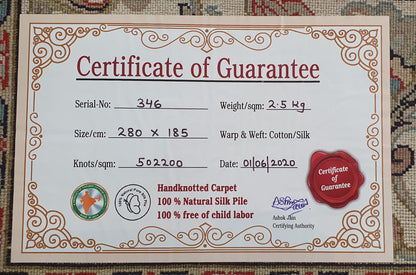 Certificate of Guarantee
Serial-No: 346 Weight/sqm: 2.5 Kg
Size/cm: 280 x 185 Warp & Weft: Cotton/Silk
Knots/sqm: 502200 Date: 01/06/2020
Handknotted Carpet
100 % Natural Silk Pile
100 % free of child labor
Certificate
of
Guarantee
Ashok Jain
Certifying Authority